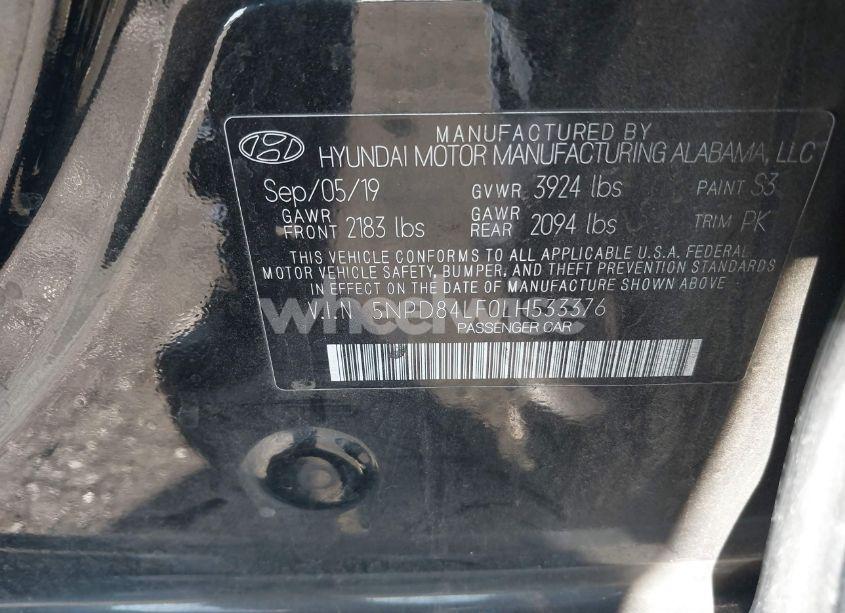 MANUFACTURED BY
HYUNDAI MOTOR MANUFACTURING ALABAMA, LLC
Sep/05/19 GVWR 3924 lbs PAINT S3
GAWR FRONT 2183 lbs GAWR REAR 2094 lbs TRIM PK
THIS VEHICLE CONFORMS TO ALL APPLICABLE U.S.A. FEDERAL
MOTOR VEHICLE SAFETY, BUMPER, AND THEFT PREVENTION STANDARDS
IN EFFECT ON THE DATE OF MANUFACTURE SHOWN ABOVE
V.I.N 5NPD84LF0LH533376
PASSENGER CAR